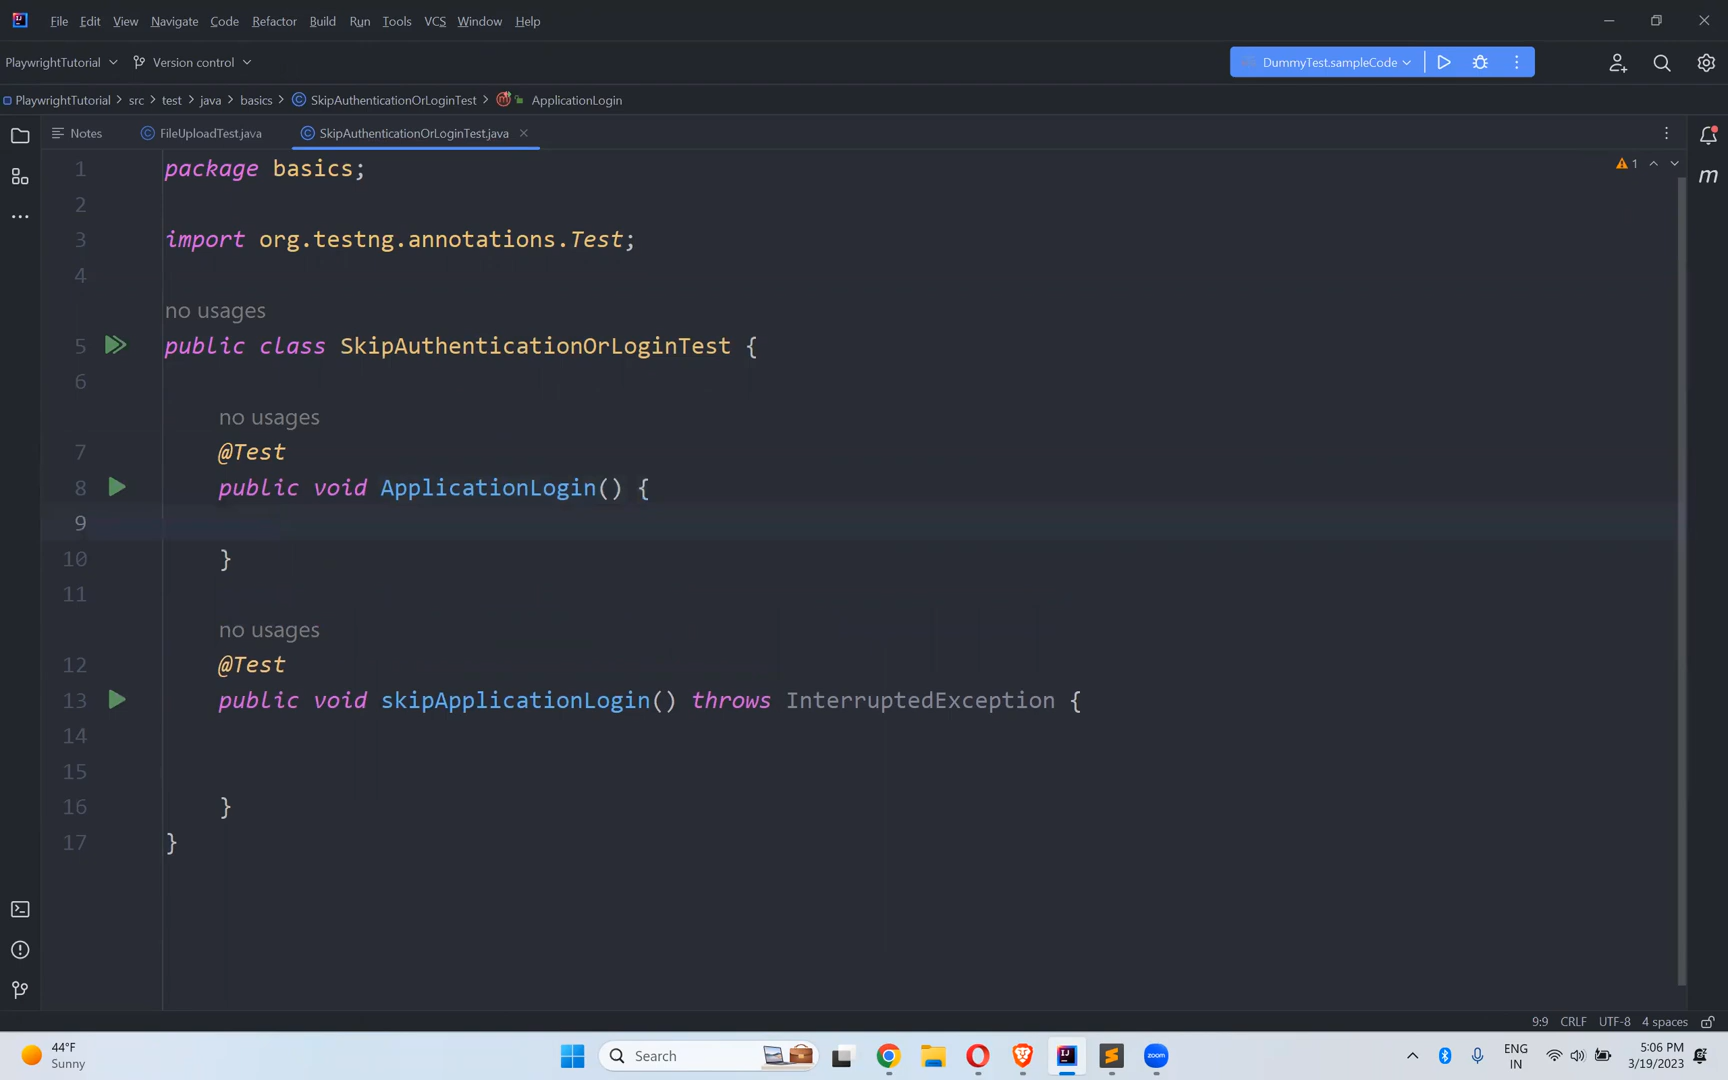 File Edit View Navigate Code Refactor Build Run Tools VCS Window Help
PlaywrightTutorial Version control DummyTest.sampleCode
PlaywrightTutorial src test java basics SkipAuthenticationOrLoginTest ApplicationLogin
Notes FileUploadTest.java SkipAuthenticationOrLoginTest.java
1 package basics; 1
2
3 import org.testng.annotations.Test;
4
no usages
5 public class SkipAuthenticationOrLoginTest {
6
no usages
7 @Test
8 public void ApplicationLogin() {
9
10 }
11
no usages
12 @Test
13 public void skipApplicationLogin() throws InterruptedException {
14
15
16 }
17 }
9:9 CRLF UTF-8 4 spaces
44°F
Sunny
Search
zoom
ENG
IN
5:06 PM
3/19/2023